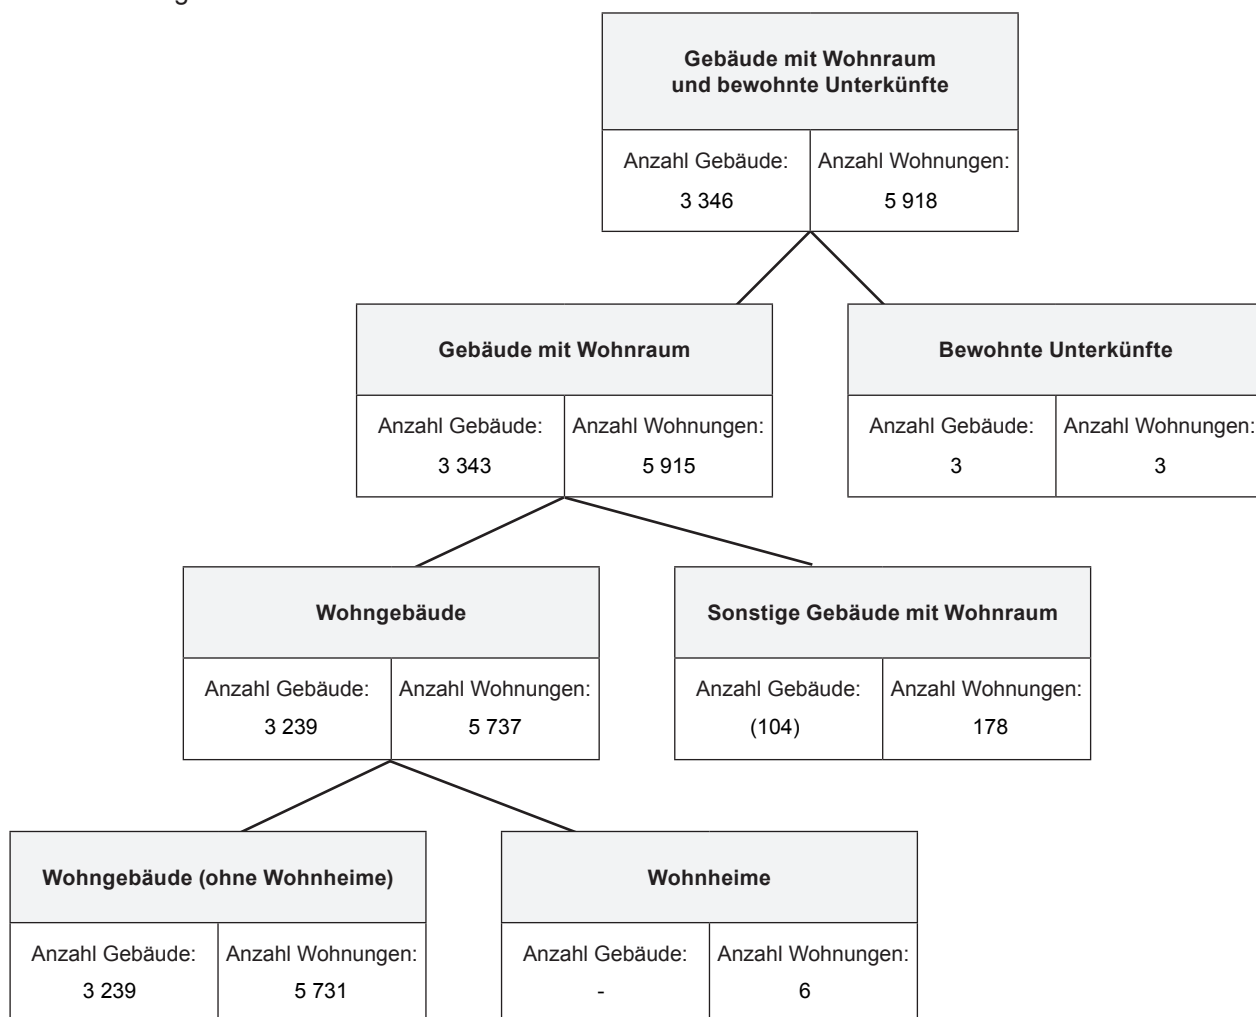 Gebäude mit Wohnraum
und bewohnte Unterkünfte
Anzahl Gebäude: Anzahl Wohnungen:
3 346 5 918
Gebäude mit Wohnraum
Anzahl Gebäude: Anzahl Wohnungen:
3 343 5 915
Bewohnte Unterkünfte
Anzahl Gebäude: Anzahl Wohnungen:
3 3
Wohngebäude
Anzahl Gebäude: Anzahl Wohnungen:
3 239 5 737
Sonstige Gebäude mit Wohnraum
Anzahl Gebäude: Anzahl Wohnungen:
(104) 178
Wohngebäude (ohne Wohnheime)
Anzahl Gebäude: Anzahl Wohnungen:
3 239 5 731
Wohnheime
Anzahl Gebäude: Anzahl Wohnungen:
- 6